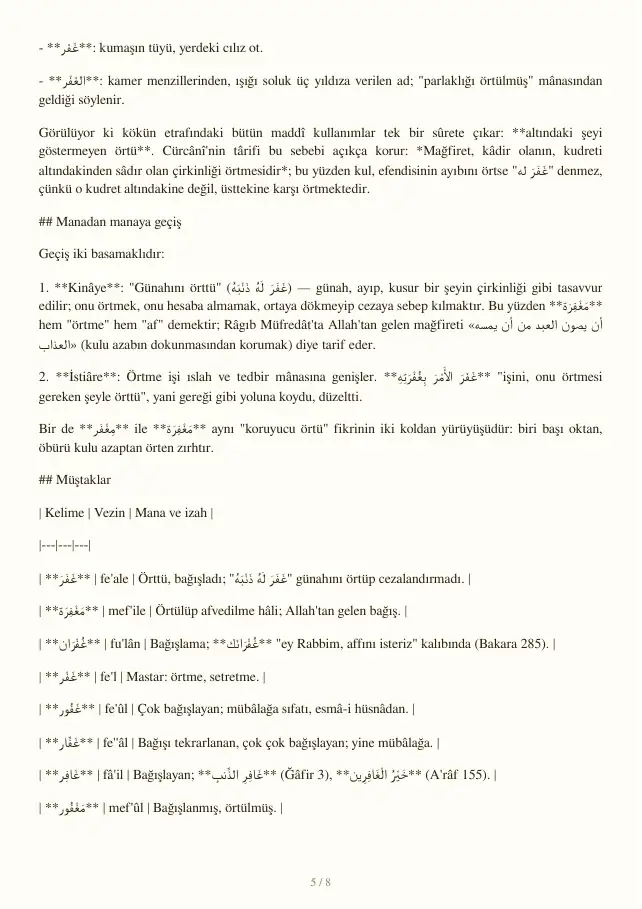 - **غَفَر**: kumaşın tüyü, yerdeki cılız ot.
- **الغَفْر**: kamer menzillerinden, ışığı soluk üç yıldıza verilen ad; "parlaklığı örtülmüş" mânasından
geldiği söylenir.
Görülüyor ki kökün etrafındaki bütün maddî kullanımlar tek bir sûrete çıkar: **altındaki şeyi
göstermeyen örtü**. Cürcânî'nin târifi bu sebebi açıkça korur: *Mağfiret, kâdir olanın, kudreti
altındakinden sâdır olan çirkinliği örtmesidir*; bu yüzden kul, efendisinin ayıbını örtse "غَفَرَ له" denmez,
çünkü o kudret altındakine değil, üsttekine karşı örtmektedir.
## Manadan manaya geçiş
Geçiş iki basamaklıdır:
1. **Kinâye**: "Günahını örttü" (غَفَرَ لَهُ ذَنْبَهُ) — günah, ayıp, kusur bir şeyin çirkinliği gibi tasavvur
edilir; onu örtmek, onu hesaba almamak, ortaya dökmeyip cezaya sebep kılmaktır. Bu yüzden **مَغْفِرَة**
hem "örtme" hem "af" demektir; Râgıb Müfredât'ta Allah'tan gelen mağfireti «أن يصون العبد من أن يمسه
العذاب» (kulu azabın dokunmasından korumak) diye tarif eder.
2. **İstiâre**: Örtme işi ıslah ve tedbir mânasına genişler. **غَفَرَ الأَمْرَ بِغُفْرَتِهِ** "işini, onu örtmesi
gereken şeyle örttü", yani gereği gibi yoluna koydu, düzeltti.
Bir de **مِغْفَر** ile **مَغْفِرَة** aynı "koruyucu örtü" fikrinin iki koldan yürüyüşüdür: biri başı oktan,
öbürü kulu azaptan örten zırhtır.
## Müştaklar
| Kelime | Vezin | Mana ve izah |
|---|---|---|
| **غَفَرَ** | fe'ale | Örttü, bağışladı; "غَفَرَ لَهُ ذَنْبَهُ" günahını örtüp cezalandırmadı. |
| **مَغْفِرَة** | mef'ile | Örtülüp afvedilme hâli; Allah'tan gelen bağış. |
| **غُفْرَان** | fu'lân | Bağışlama; **غُفْرَانَكَ** "ey Rabbim, affını isteriz" kalıbında (Bakara 285). |
| **غَفْر** | fe'l | Mastar: örtme, setretme. |
| **غَفُور** | fe'ûl | Çok bağışlayan; mübâlağa sıfatı, esmâ-i hüsnâdan. |
| **غَفَّار** | fe''âl | Bağışı tekrarlanan, çok çok bağışlayan; yine mübâlağa. |
| **غَافِر** | fâ'il | Bağışlayan; **غَافِرِ الذَّنبِ** (Ğâfir 3), **خَيْرُ الْغَافِرِين** (A'râf 155). |
| **مَغْفُور** | mef'ûl | Bağışlanmış, örtülmüş. |
5 / 8